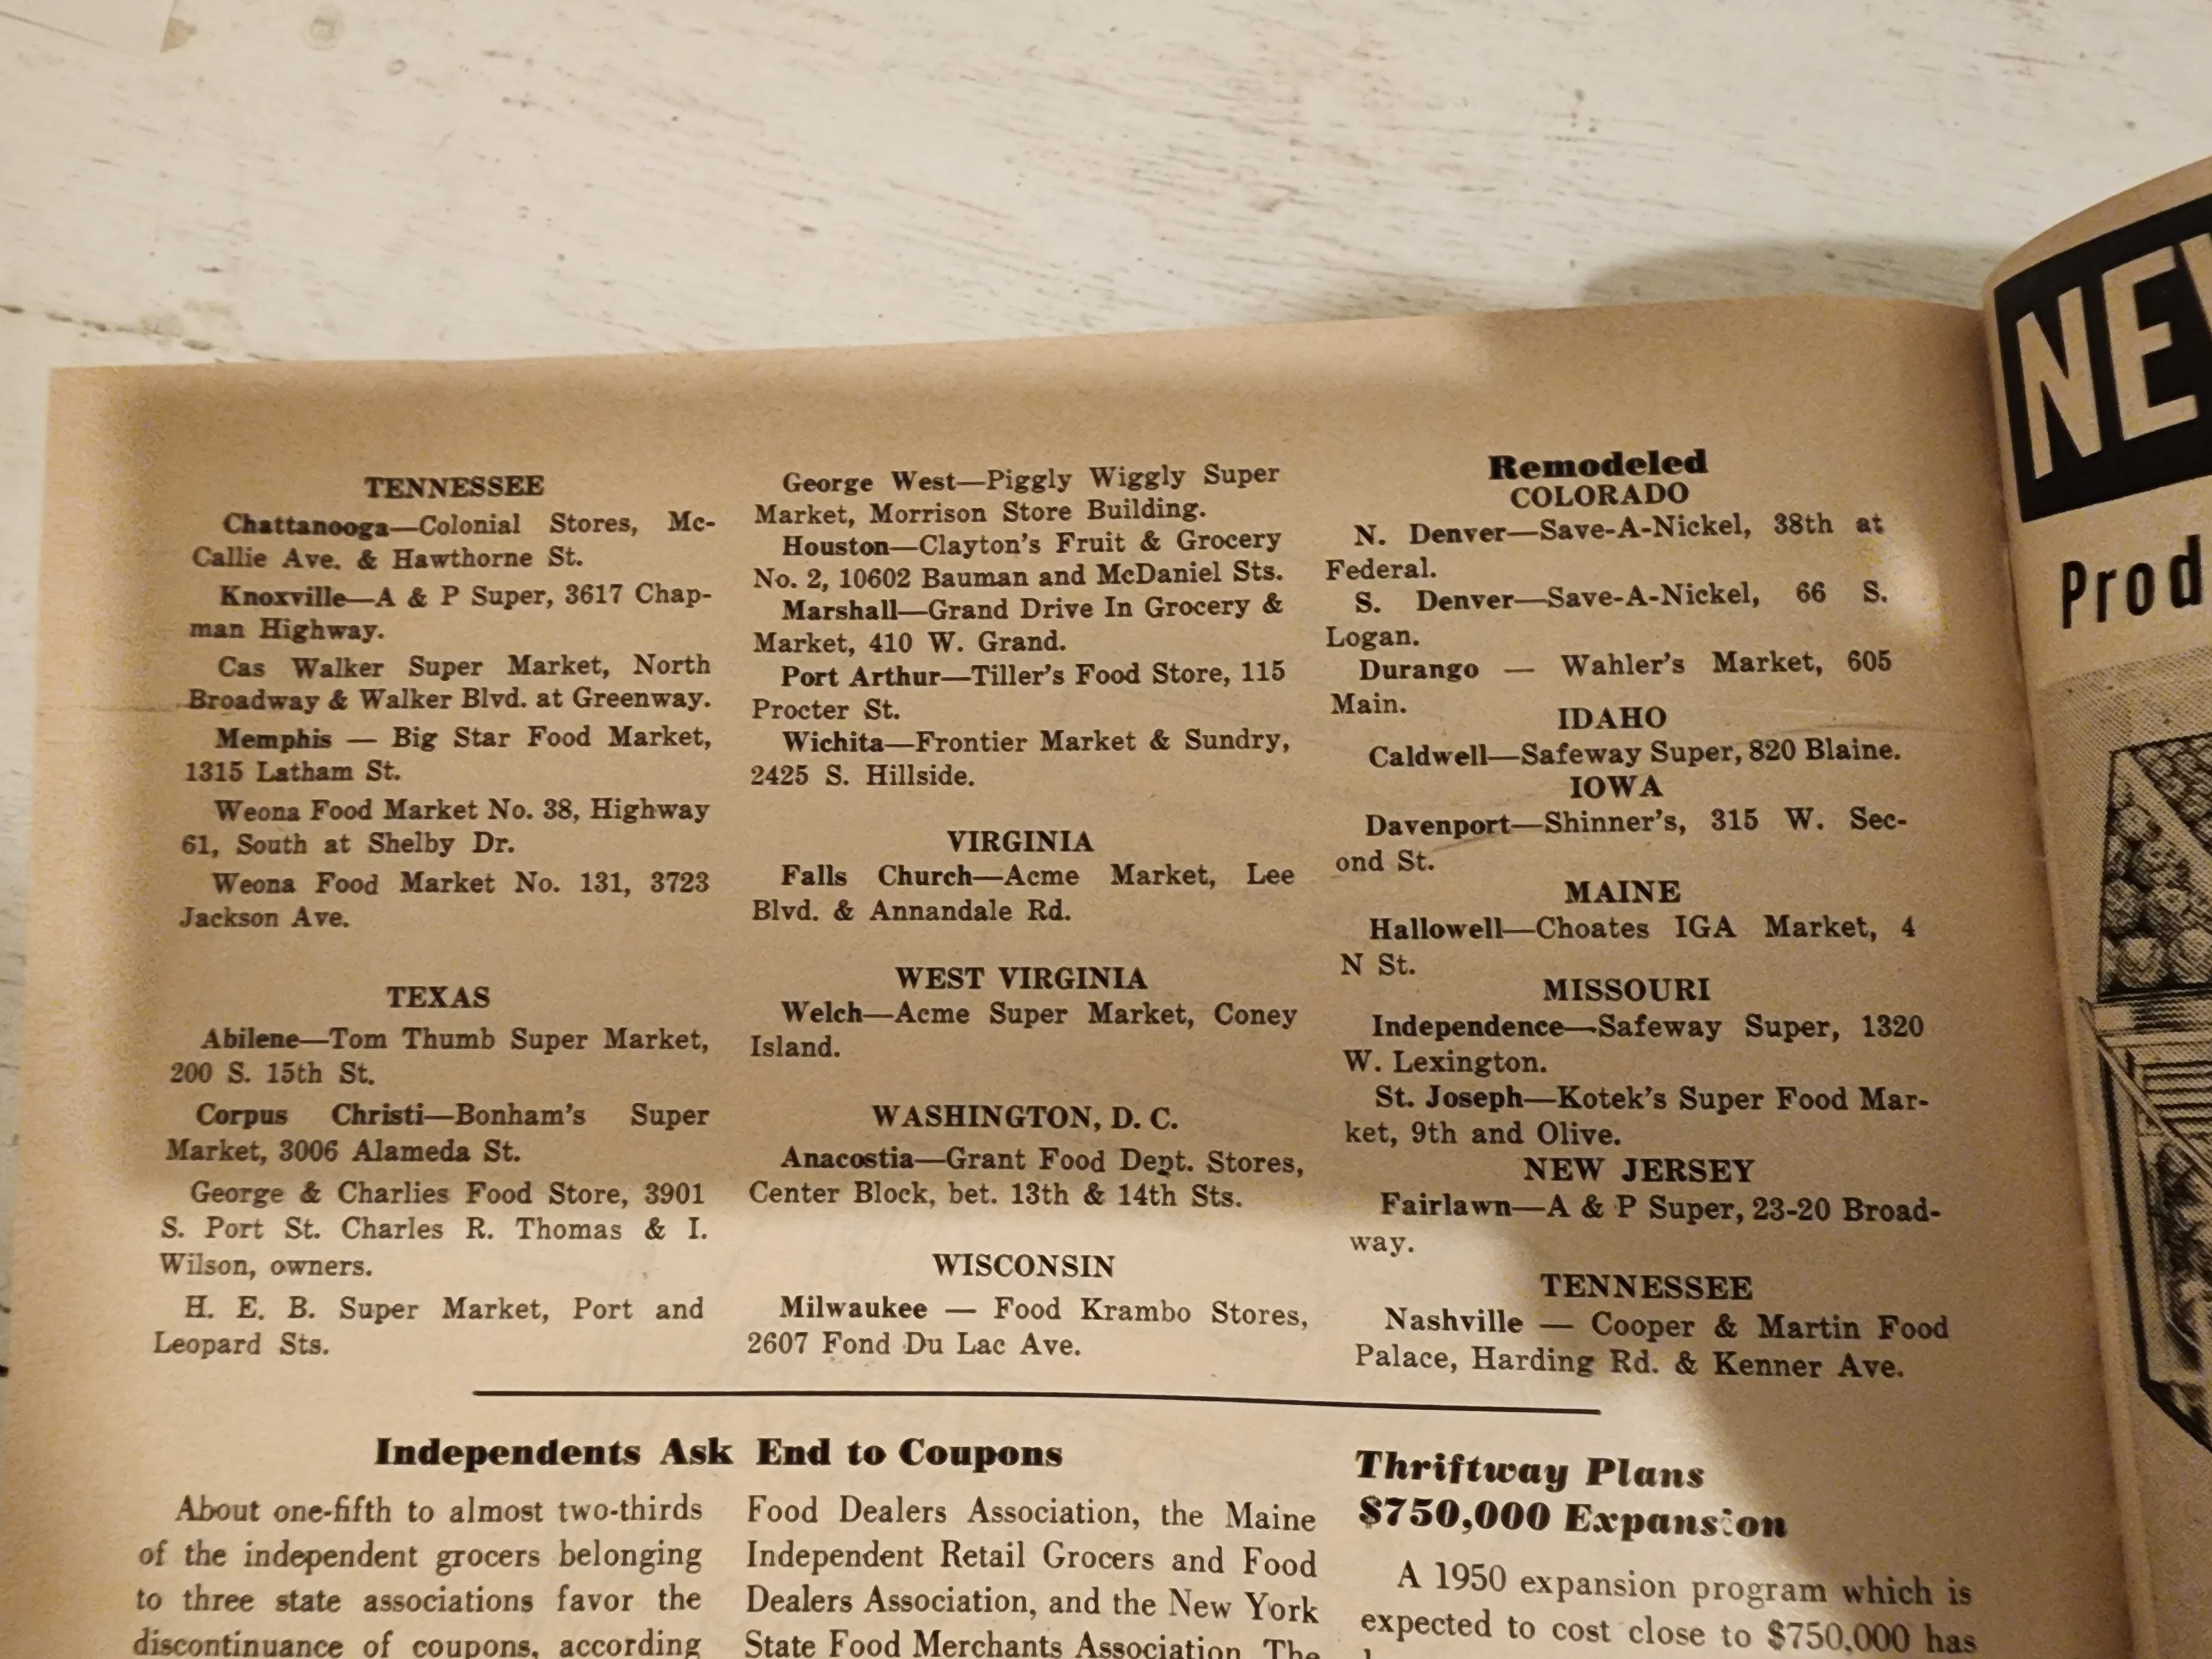 TENNESSEE
Chattanooga—Colonial Stores, Mc-
Callie Ave. & Hawthorne St.
Knoxville—A & P Super, 3617 Chap-
man Highway.
Cas Walker Super Market, North
Broadway & Walker Blvd. at Greenway.
Memphis — Big Star Food Market,
1315 Latham St.
Weona Food Market No. 38, Highway
61, South at Shelby Dr.
Weona Food Market No. 131, 3723
Jackson Ave.
TEXAS
Abilene—Tom Thumb Super Market,
200 S. 15th St.
Corpus Christi—Bonham's Super
Market, 3006 Alameda St.
George & Charlies Food Store, 3901
S. Port St. Charles R. Thomas & I.
Wilson, owners.
H. E. B. Super Market, Port and
Leopard Sts.
George West—Piggly Wiggly Super
Market, Morrison Store Building.
Houston—Clayton's Fruit & Grocery
No. 2, 10602 Bauman and McDaniel Sts.
Marshall—Grand Drive In Grocery &
Market, 410 W. Grand.
Port Arthur—Tiller's Food Store, 115
Procter St.
Wichita—Frontier Market & Sundry,
2425 S. Hillside.
VIRGINIA
Falls Church—Acme Market, Lee
Blvd. & Annandale Rd.
WEST VIRGINIA
Welch—Acme Super Market, Coney
Island.
WASHINGTON, D. C.
Anacostia—Grant Food Dept. Stores,
Center Block, bet. 13th & 14th Sts.
WISCONSIN
Milwaukee — Food Krambo Stores,
2607 Fond Du Lac Ave.
Remodeled
COLORADO
N. Denver—Save-A-Nickel, 38th at
Federal.
S. Denver—Save-A-Nickel, 66 S.
Logan.
Durango — Wahler's Market, 605
Main.
IDAHO
Caldwell—Safeway Super, 820 Blaine.
IOWA
Davenport—Shinner's, 315 W. Sec-
ond St.
MAINE
Hallowell—Choates IGA Market, 4
N St.
MISSOURI
Independence—Safeway Super, 1320
W. Lexington.
St. Joseph—Kotek's Super Food Mar-
ket, 9th and Olive.
NEW JERSEY
Fairlawn—A & P Super, 23-20 Broad-
way.
TENNESSEE
Nashville — Cooper & Martin Food
Palace, Harding Rd. & Kenner Ave.
Independents Ask End to Coupons
About one-fifth to almost two-thirds
of the independent grocers belonging
to three state associations favor the
discontinuance of coupons, according
Food Dealers Association, the Maine
Independent Retail Grocers and Food
Dealers Association, and the New York
State Food Merchants Association. The
Thriftway Plans
$750,000 Expansion
A 1950 expansion program which is
expected to cost close to $750,000 has
NE
Prod